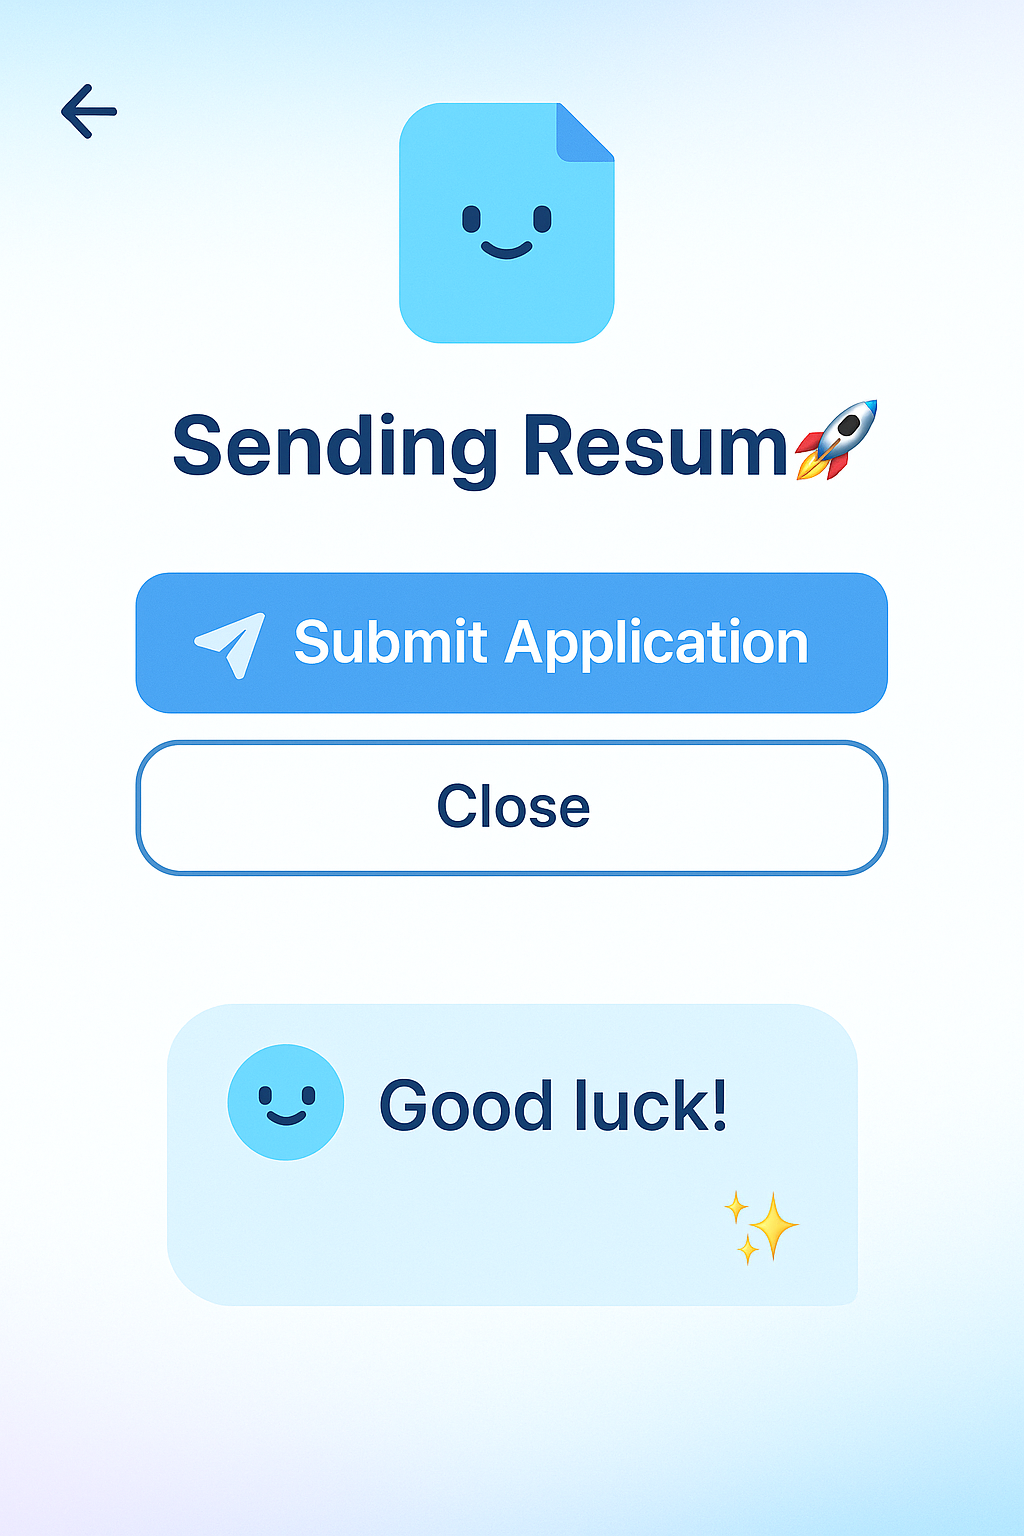 Sending Resum🚀
Submit Application
Close
Good luck!
✨